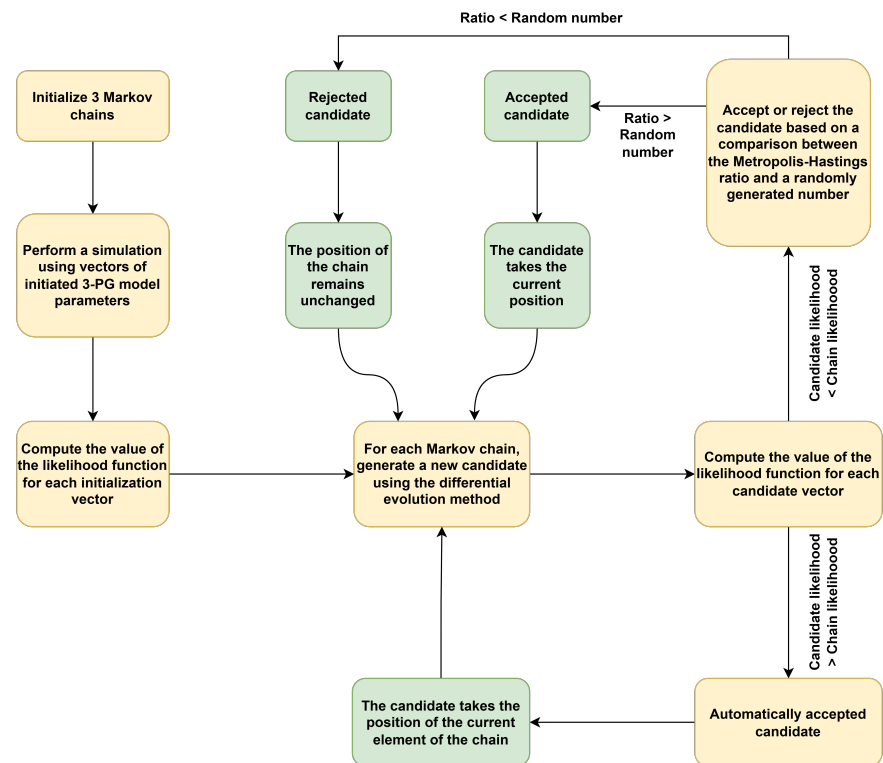 Ratio < Random number
Initialize 3 Markov
chains
Rejected
candidate
Accepted
candidate
Ratio >
Random
number
Accept or reject the
candidate based on a
comparison between
the Metropolis-Hastings
ratio and a randomly
generated number
Perform a simulation
using vectors of
initiated 3-PG model
parameters
The position of
the chain
remains
unchanged
The candidate
takes the
current
position
Candidate likelihood
< Chain likelihoood
Compute the value of
the likelihood function
for each initialization
vector
For each Markov chain,
generate a new candidate
using the differential
evolution method
Compute the value of the
likelihood function for each
candidate vector
Candidate likelihood
> Chain likelihoood
The candidate takes the
position of the current
element of the chain
Automatically accepted
candidate